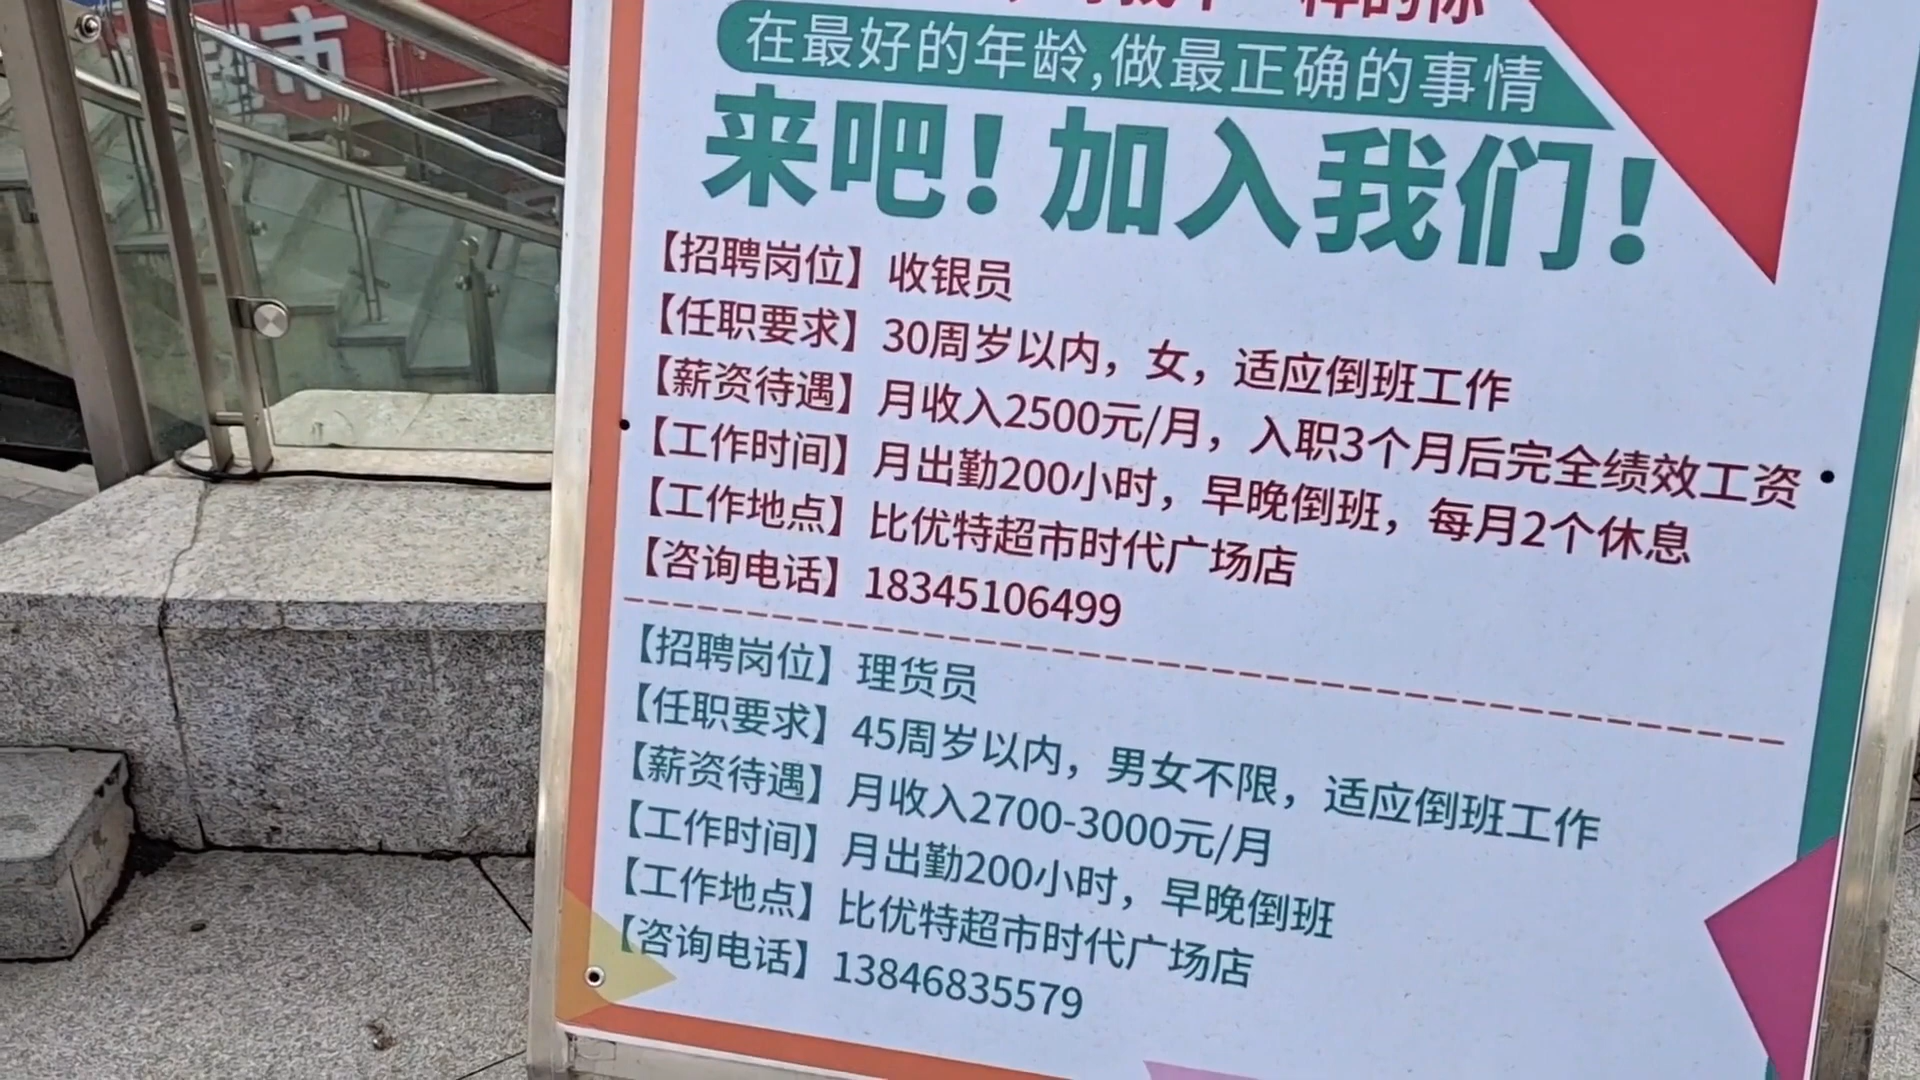 超市
样的你
在最好的年龄,做最正确的事情
来吧！加入我们！
【招聘岗位】收银员
【任职要求】30周岁以内，女，适应倒班工作
【薪资待遇】月收入2500元/月，入职3个月后完全绩效工资
【工作时间】月出勤200小时，早晚倒班，每月2个休息
【工作地点】比优特超市时代广场店
【咨询电话】18345106499
【招聘岗位】理货员
【任职要求】45周岁以内，男女不限，适应倒班工作
【薪资待遇】月收入2700-3000元/月
【工作时间】月出勤200小时，早晚倒班
【工作地点】比优特超市时代广场店
【咨询电话】13846835579